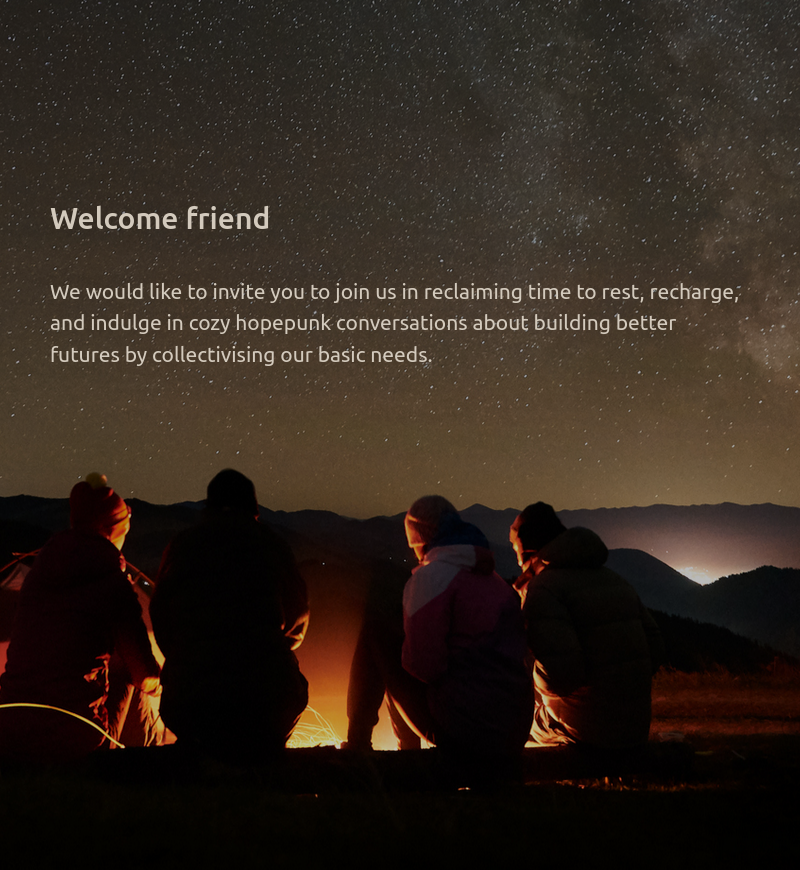 Welcome friend
We would like to invite you to join us in reclaiming time to rest, recharge,
and indulge in cozy hopepunk conversations about building better
futures by collectivising our basic needs.